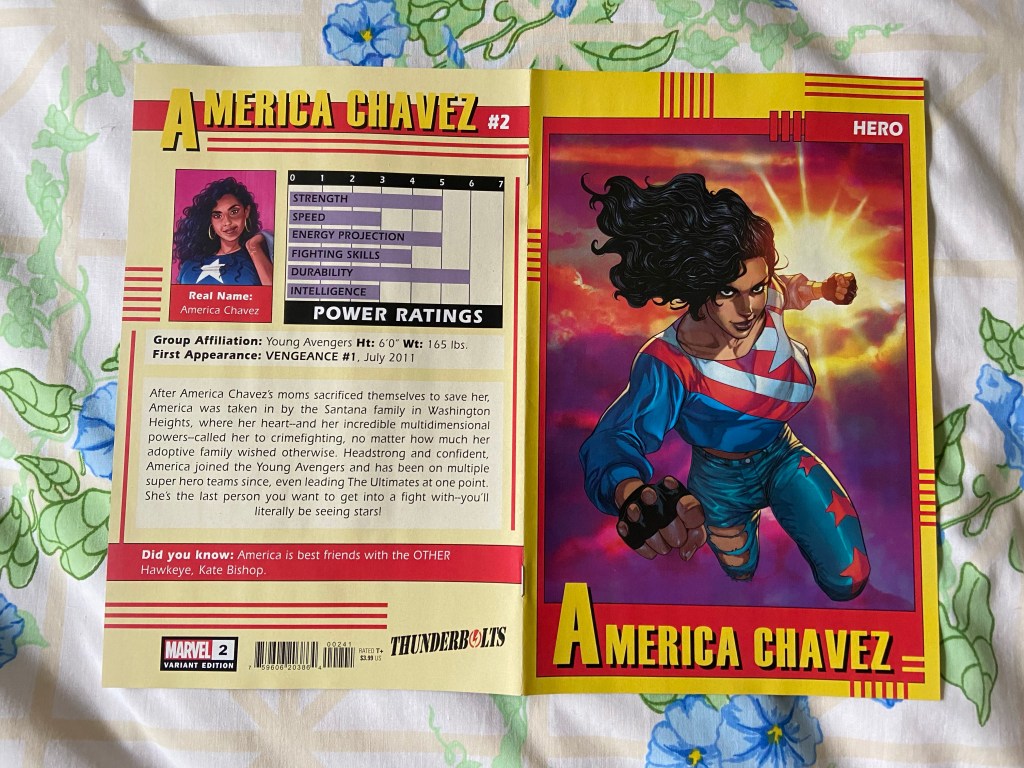 AMERICA CHAVEZ #2
0 1 2 3 4 5 6 7
STRENGTH
SPEED
ENERGY PROJECTION
FIGHTING SKILLS
DURABILITY
INTELLIGENCE
POWER RATINGS
Real Name:
America Chavez
Group Affiliation: Young Avengers Ht: 6'0" Wt: 165 lbs.
First Appearance: VENGEANCE #1, July 2011
After America Chavez's moms sacrificed themselves to save her,
America was taken in by the Santana family in Washington
Heights, where her heart–and her incredible multidimensional
powers–called her to crimefighting, no matter how much her
adoptive family wished otherwise. Headstrong and confident,
America joined the Young Avengers and has been on multiple
super hero teams since, even leading The Ultimates at one point.
She's the last person you want to get into a fight with–you'll
literally be seeing stars!
Did you know: America is best friends with the OTHER
Hawkeye, Kate Bishop.
MARVEL 2
VARIANT EDITION
00241
7 59606 20386 4
RATED T+
$3.99 US
THUNDERBOLTS
HERO
AMERICA CHAVEZ